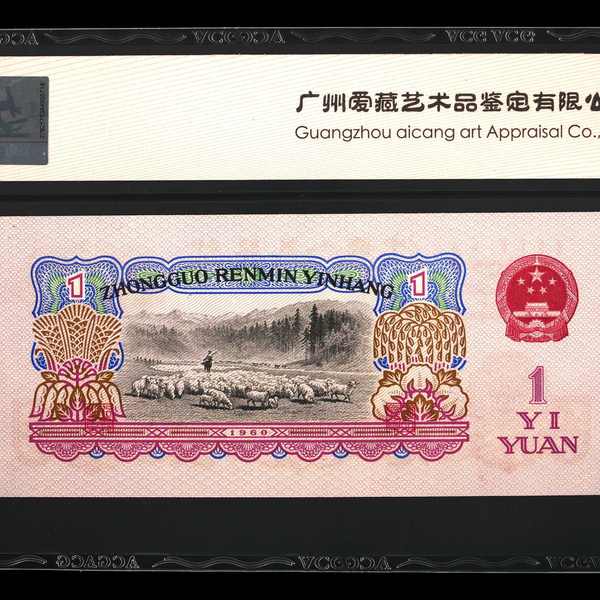 广州爱藏艺术品鉴定有限
Guangzhou aicang art Appraisal Co.,
ZHONGGUO RENMIN YINHANG
1 1
1960
1
YI
YUAN